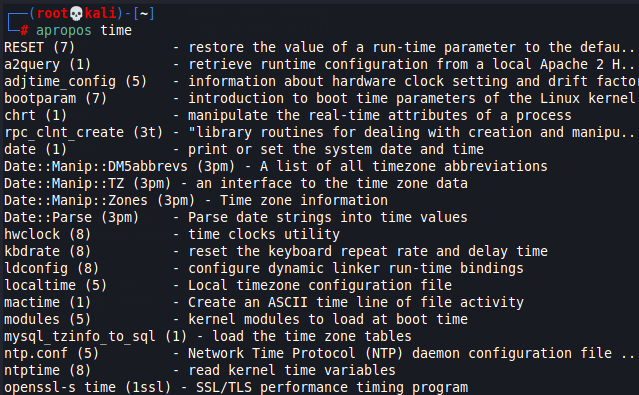 (root💀kali)-[~]
# apropos time
RESET (7) - restore the value of a run-time parameter to the defau..
a2query (1) - retrieve runtime configuration from a local Apache 2 H..
adjtime_config (5) - information about hardware clock setting and drift factor
bootparam (7) - introduction to boot time parameters of the Linux kernel
chrt (1) - manipulate the real-time attributes of a process
rpc_clnt_create (3t) - "library routines for dealing with creation and manipu..
date (1) - print or set the system date and time
Date::Manip::DM5abbrevs (3pm) - A list of all timezone abbreviations
Date::Manip::TZ (3pm) - an interface to the time zone data
Date::Manip::Zones (3pm) - Time zone information
Date::Parse (3pm) - Parse date strings into time values
hwclock (8) - time clocks utility
kbdrate (8) - reset the keyboard repeat rate and delay time
ldconfig (8) - configure dynamic linker run-time bindings
localtime (5) - Local timezone configuration file
mactime (1) - Create an ASCII time line of file activity
modules (5) - kernel modules to load at boot time
mysql_tzinfo_to_sql (1) - load the time zone tables
ntp.conf (5) - Network Time Protocol (NTP) daemon configuration file ..
ntptime (8) - read kernel time variables
openssl-s time (1ssl) - SSL/TLS performance timing program